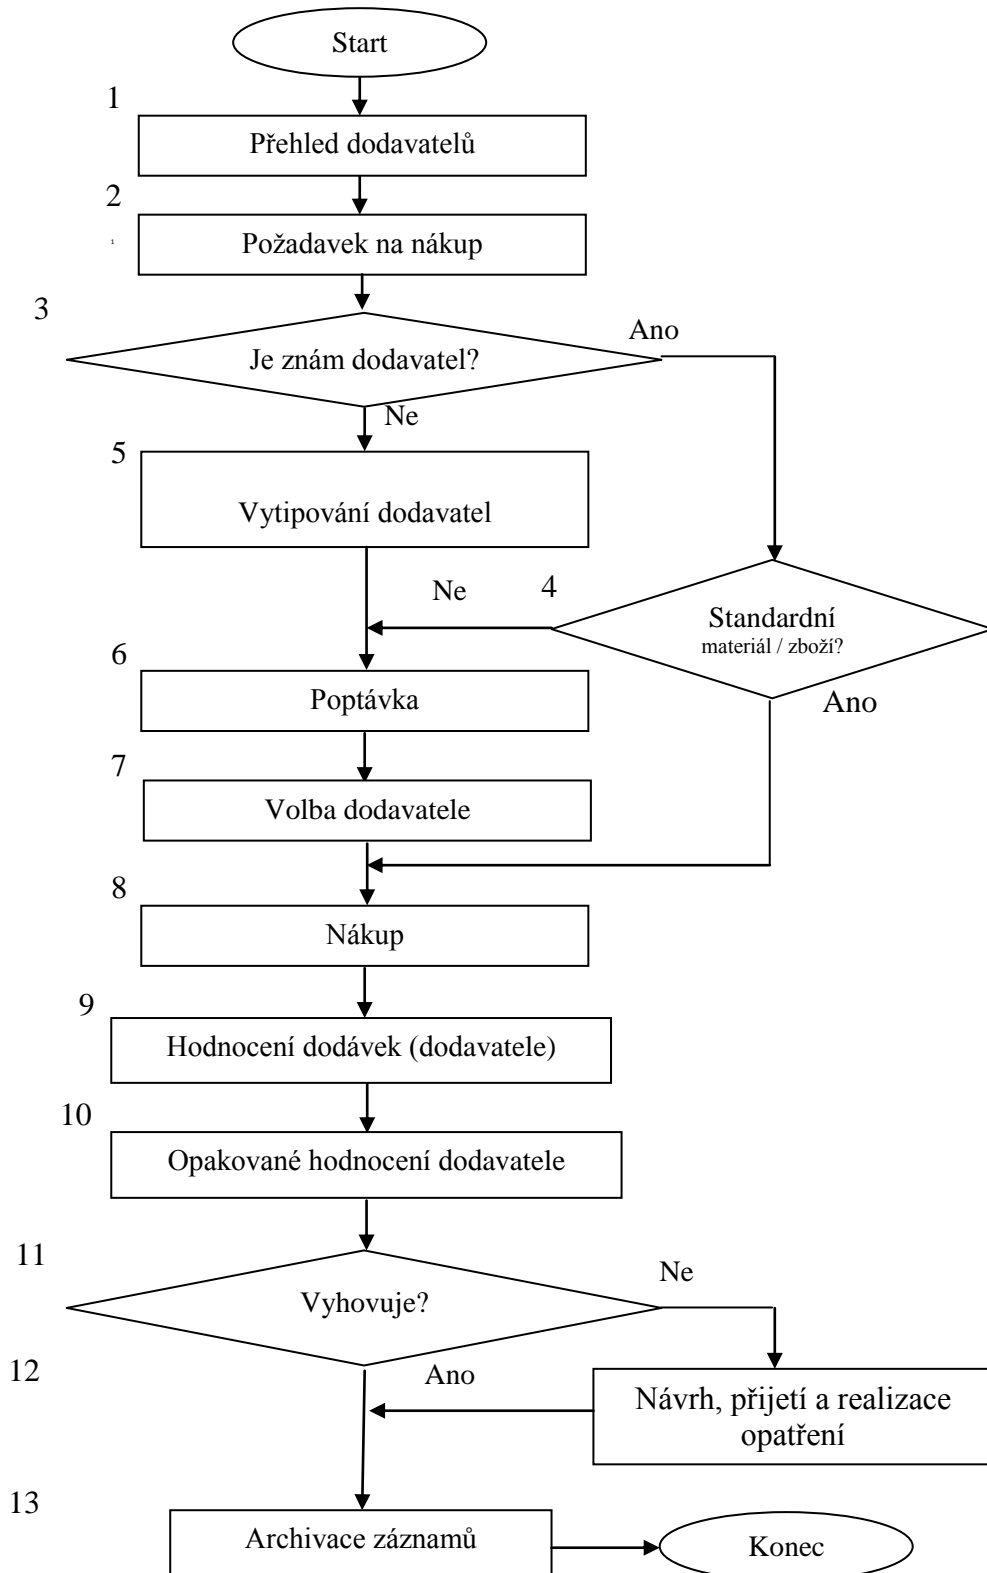 Start
1
Přehled dodavatelů
2
1
Požadavek na nákup
3
Ano
Je znám dodavatel?
Ne
5
Vytipování dodavatel
Ne
4
Standardní
materiál / zboží?
6
Poptávka
Ano
7
Volba dodavatele
8
Nákup
9
Hodnocení dodávek (dodavatele)
10
Opakované hodnocení dodavatele
11
Ne
Vyhovuje?
12
Ano
Návrh, přijetí a realizace
opatření
13
Archivace záznamů
Konec